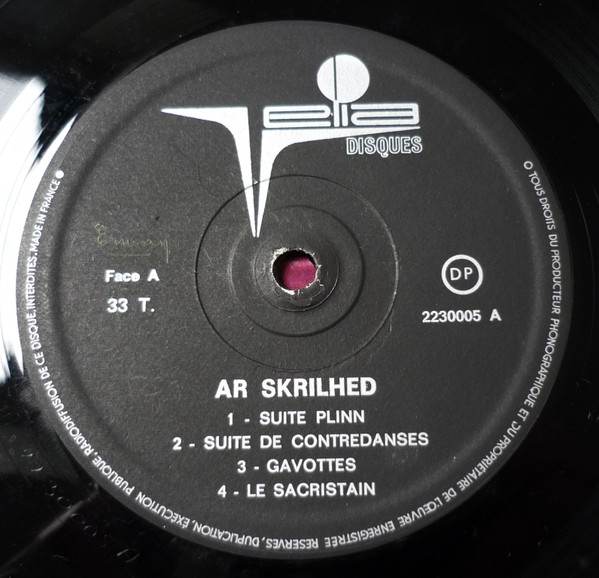 Telia
DISQUES
Face A
33 T.
DP
2230005 A
AR SKRILHED
1 - SUITE PLINN
2 - SUITE DE CONTREDANSES
3 - GAVOTTES
4 - LE SACRISTAIN
TOUS DROITS DU PRODUCTEUR PHONOGRAPHIQUE ET DU PROPRIETAIRE DE L'ŒUVRE ENREGISTREE RESERVES, DUPLICATION, EXECUTION PUBLIQUE, RADIODIFFUSION DE CE DISQUE, INTERDITES. MADE IN FRANCE